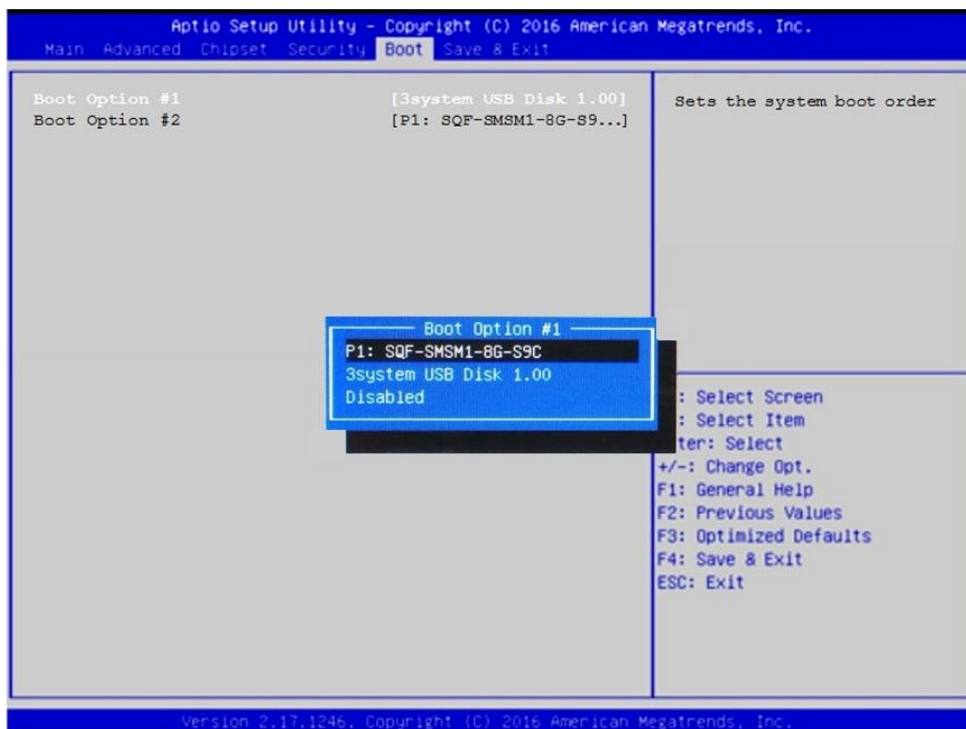 Aptio Setup Utility – Copyright (C) 2016 American Megatrends, Inc.
Main Advanced Chipset Security Boot Save & Exit
Boot Option #1 [3system USB Disk 1.00]
Boot Option #2 [P1: SQF-SMSM1-8G-S9...]
Sets the system boot order
Boot Option #1
P1: SQF-SMSM1-8G-S9C
3system USB Disk 1.00
Disabled
: Select Screen
: Select Item
ter: Select
+/-: Change Opt.
F1: General Help
F2: Previous Values
F3: Optimized Defaults
F4: Save & Exit
ESC: Exit
Version 2.17.1246. Copyright (C) 2016 American Megatrends, Inc.